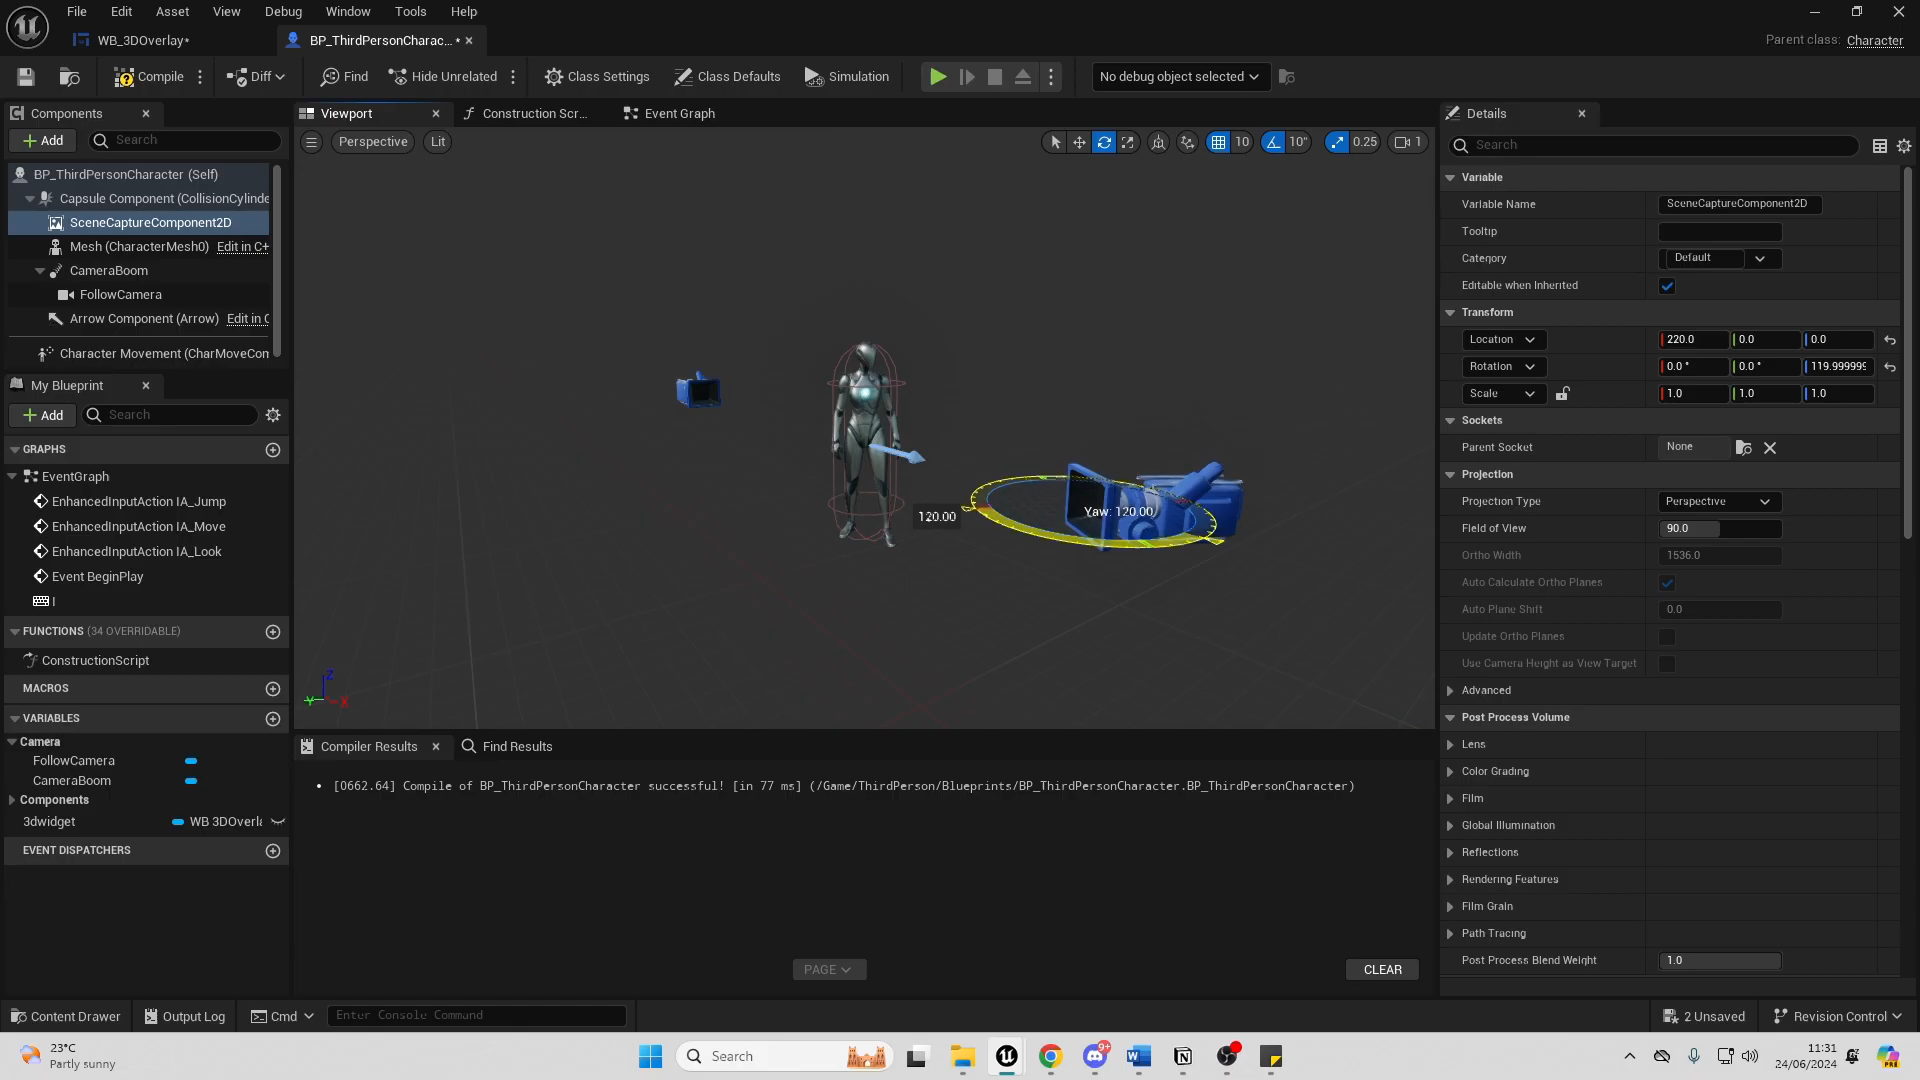 File Edit Asset View Debug Window Tools Help
WB_3DOverlay*
BP_ThirdPersonCharac... *
Parent class: Character
Compile
Diff
Find
Hide Unrelated
Class Settings
Class Defaults
Simulation
No debug object selected
Components
Add
Search
BP_ThirdPersonCharacter (Self)
Capsule Component (CollisionCylinde
SceneCaptureComponent2D
Mesh (CharacterMesh0) Edit in C+
CameraBoom
FollowCamera
Arrow Component (Arrow) Edit in C
Character Movement (CharMoveCon
My Blueprint
Add
Search
GRAPHS
EventGraph
EnhancedInputAction IA_Jump
EnhancedInputAction IA_Move
EnhancedInputAction IA_Look
Event BeginPlay
I
FUNCTIONS (34 OVERRIDABLE)
ConstructionScript
MACROS
VARIABLES
Camera
FollowCamera
CameraBoom
Components
3dwidget WB 3DOverla
EVENT DISPATCHERS
Viewport
Construction Scr...
Event Graph
Perspective
Lit
10
10°
0.25
1
120.00
Yaw: 120.00
Z
Y
X
Compiler Results
Find Results
• [0662.64] Compile of BP_ThirdPersonCharacter successful! [in 77 ms] (/Game/ThirdPerson/Blueprints/BP_ThirdPersonCharacter.BP_ThirdPersonCharacter)
PAGE
CLEAR
Details
Search
Variable
Variable Name SceneCaptureComponent2D
Tooltip
Category Default
Editable when Inherited
Transform
Location 220.0 0.0 0.0
Rotation 0.0 ° 0.0 ° 119.999999
Scale 1.0 1.0 1.0
Sockets
Parent Socket None
Projection
Projection Type Perspective
Field of View 90.0
Ortho Width 1536.0
Auto Calculate Ortho Planes
Auto Plane Shift 0.0
Update Ortho Planes
Use Camera Height as View Target
Advanced
Post Process Volume
Lens
Color Grading
Film
Global Illumination
Reflections
Rendering Features
Film Grain
Path Tracing
Post Process Blend Weight 1.0
Content Drawer
Output Log
Cmd
Enter Console Command
2 Unsaved
Revision Control
23°C
Partly sunny
Search
9+
11:31
24/06/2024
PRE